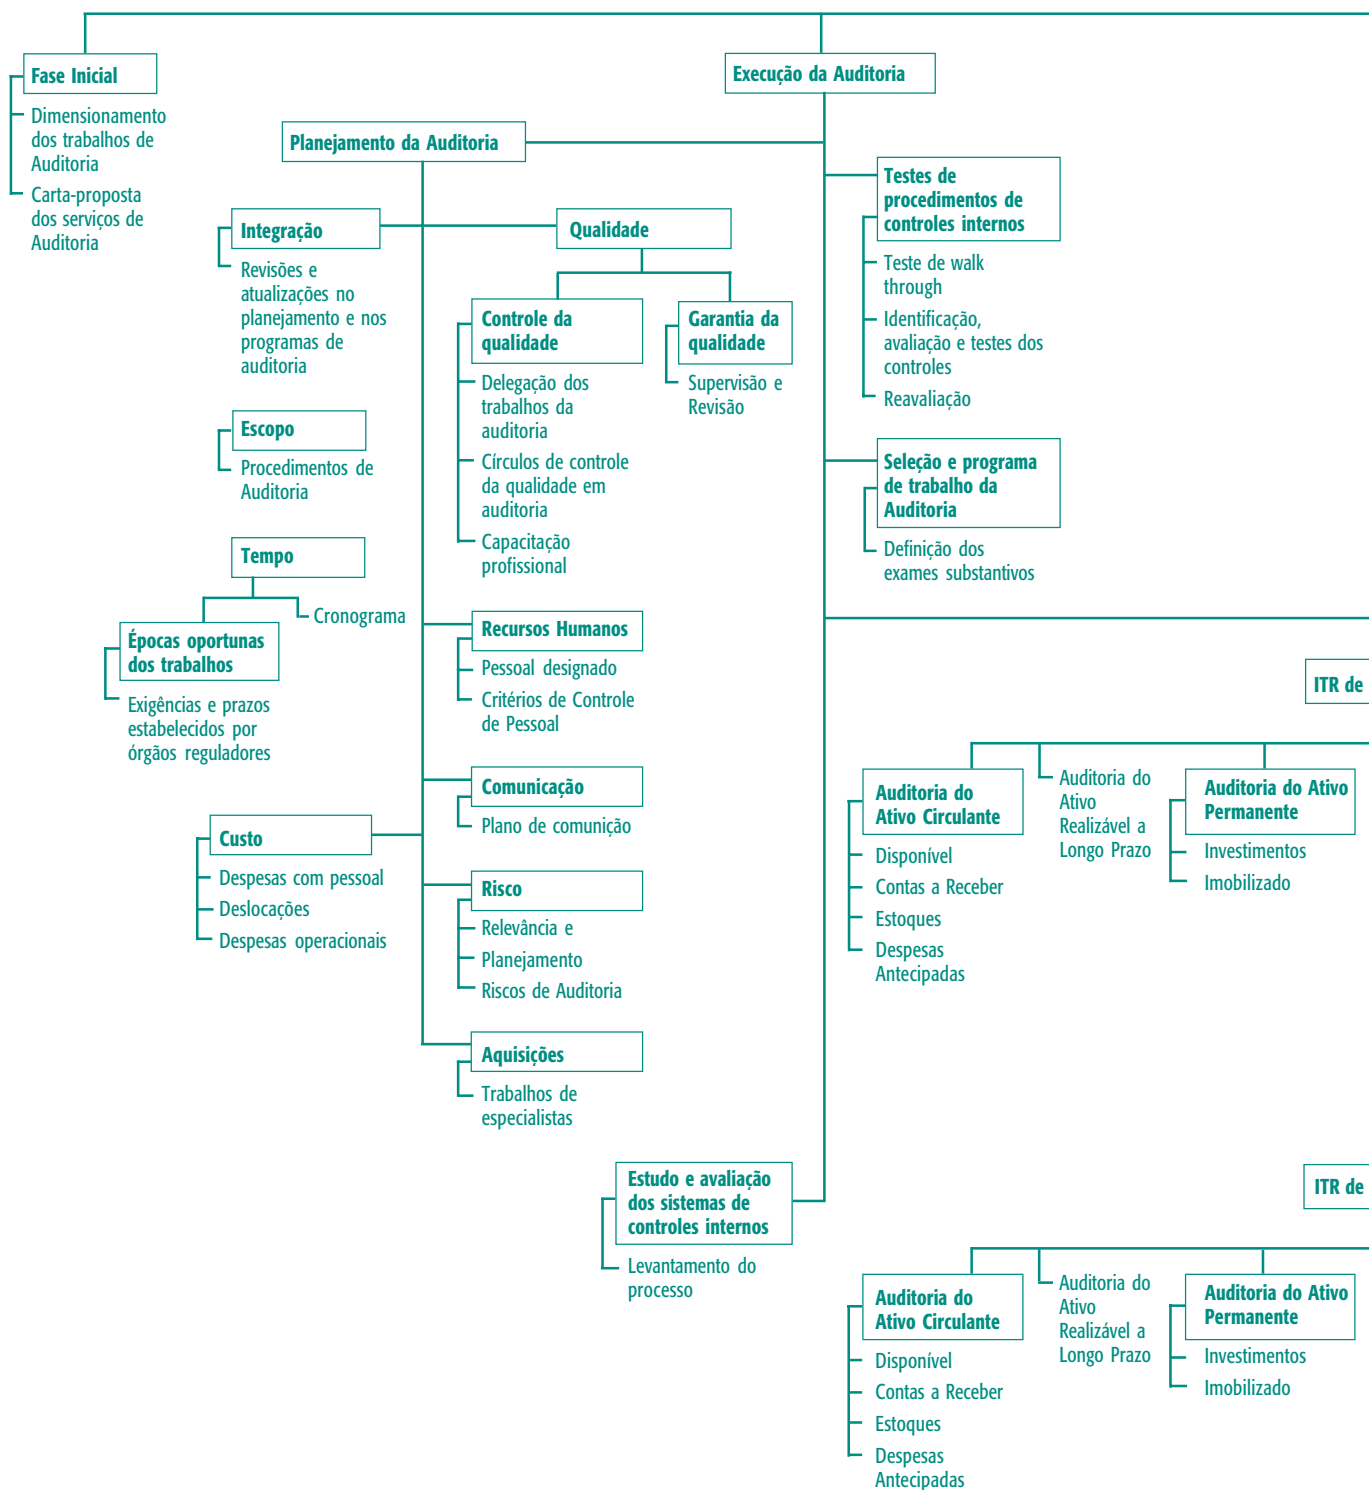 Fase Inicial
Dimensionamento
dos trabalhos de
Auditoria
Carta-proposta
dos serviços de
Auditoria
Execução da Auditoria
Planejamento da Auditoria
Integração
Revisões e
atualizações no
planejamento e nos
programas de
auditoria
Qualidade
Controle da
qualidade
Delegação dos
trabalhos da
auditoria
Círculos de controle
da qualidade em
auditoria
Capacitação
profissional
Garantia da
qualidade
Supervisão e
Revisão
Escopo
Procedimentos de
Auditoria
Tempo
Cronograma
Épocas oportunas
dos trabalhos
Exigências e prazos
estabelecidos por
órgãos reguladores
Recursos Humanos
Pessoal designado
Critérios de Controle
de Pessoal
Comunicação
Plano de comunição
Custo
Despesas com pessoal
Deslocações
Despesas operacionais
Risco
Relevância e
Planejamento
Riscos de Auditoria
Aquisições
Trabalhos de
especialistas
Testes de
procedimentos de
controles internos
Teste de walk
through
Identificação,
avaliação e testes dos
controles
Reavaliação
Seleção e programa
de trabalho da
Auditoria
Definição dos
exames substantivos
ITR de
Auditoria do
Ativo Circulante
Disponível
Contas a Receber
Estoques
Despesas
Antecipadas
Auditoria do
Ativo
Realizável a
Longo Prazo
Auditoria do Ativo
Permanente
Investimentos
Imobilizado
Estudo e avaliação
dos sistemas de
controles internos
Levantamento do
processo
ITR de
Auditoria do
Ativo Circulante
Disponível
Contas a Receber
Estoques
Despesas
Antecipadas
Auditoria do
Ativo
Realizável a
Longo Prazo
Auditoria do Ativo
Permanente
Investimentos
Imobilizado